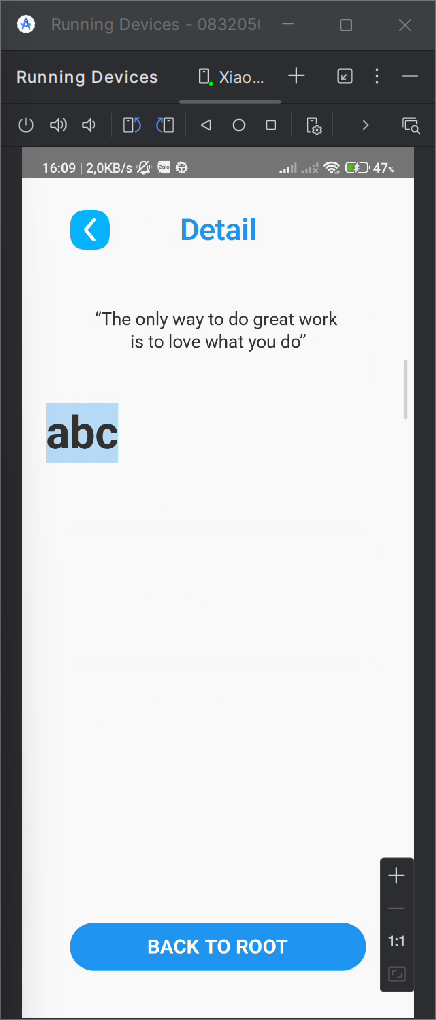 Running Devices - 083205
Running Devices
Xiao...
16:09 | 2,0KB/s
47%
Detail
“The only way to do great work
is to love what you do”
abc
1:1
BACK TO ROOT